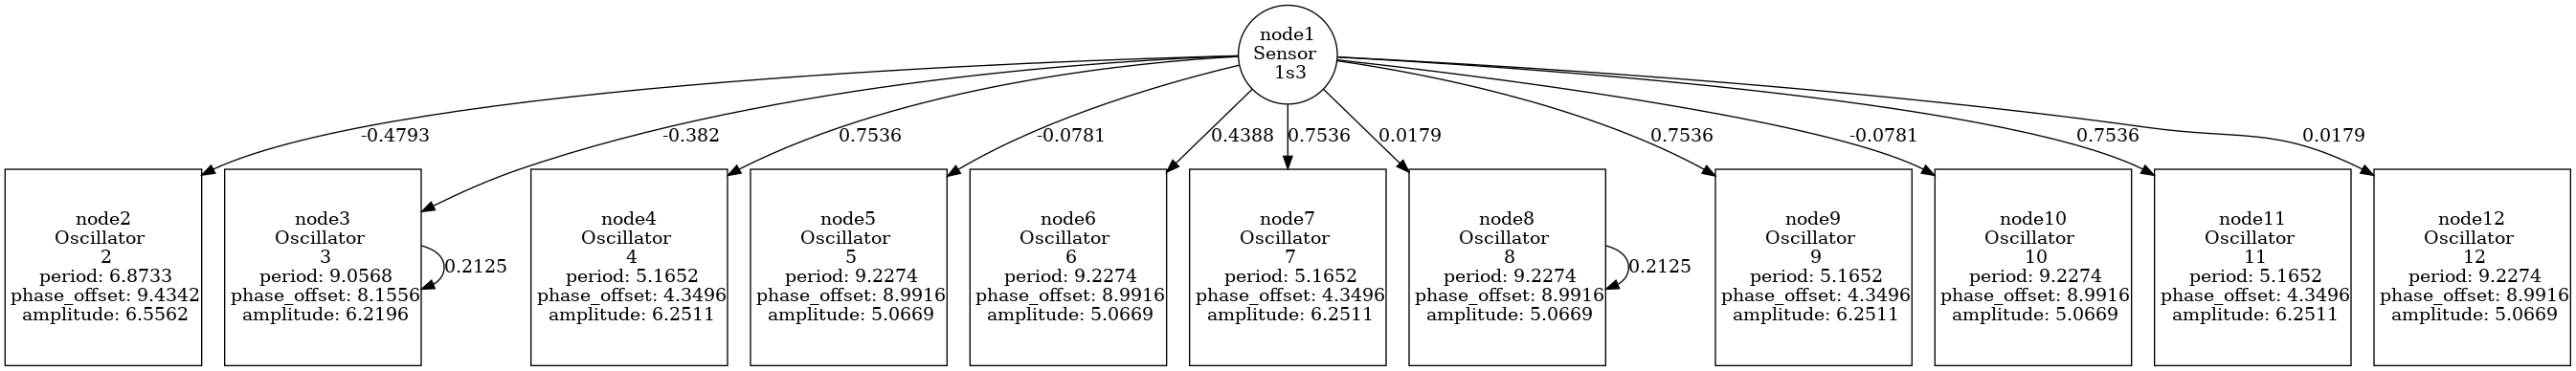 node1
Sensor
1s3
-0.4793
-0.382
0.7536
-0.0781
0.4388
0.7536
0.0179
0.7536
-0.0781
0.7536
0.0179
node2
Oscillator
2
period: 6.8733
phase_offset: 9.4342
amplitude: 6.5562
node3
Oscillator
3
period: 9.0568
phase_offset: 8.1556
amplitude: 6.2196
0.2125
node4
Oscillator
4
period: 5.1652
phase_offset: 4.3496
amplitude: 6.2511
node5
Oscillator
5
period: 9.2274
phase_offset: 8.9916
amplitude: 5.0669
node6
Oscillator
6
period: 9.2274
phase_offset: 8.9916
amplitude: 5.0669
node7
Oscillator
7
period: 5.1652
phase_offset: 4.3496
amplitude: 6.2511
node8
Oscillator
8
period: 9.2274
phase_offset: 8.9916
amplitude: 5.0669
0.2125
node9
Oscillator
9
period: 5.1652
phase_offset: 4.3496
amplitude: 6.2511
node10
Oscillator
10
period: 9.2274
phase_offset: 8.9916
amplitude: 5.0669
node11
Oscillator
11
period: 5.1652
phase_offset: 4.3496
amplitude: 6.2511
node12
Oscillator
12
period: 9.2274
phase_offset: 8.9916
amplitude: 5.0669